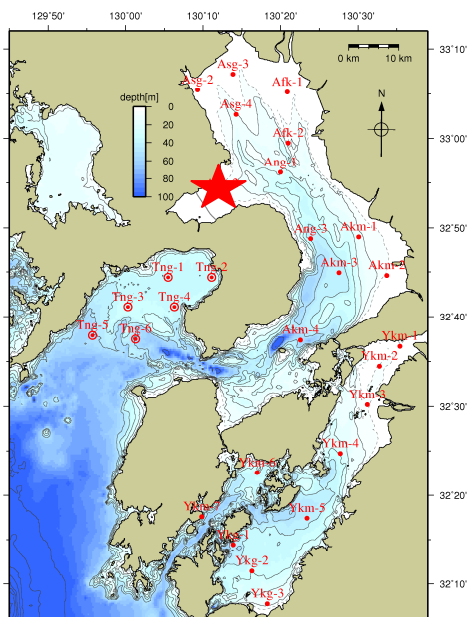 129°50' 130°00' 130°10' 130°20' 130°30'
33°10'
0 km 10 km
Asg-3
Asg-2
Afk-1
depth[m]
0
20
40
60
80
100
Asg-4
N
33°00'
Afk-2
Ang-1
32°50'
Akm-1
Ang-3
Akm-3
Akm-2
Tng-1
Tng-2
Tng-3
Tng-4
32°40'
Tng-5
Tng-6
Akm-4
Ykm-1
Ykm-2
32°30'
Ykm-3
Ykm-4
32°20'
Ykm-6
Ykm-7
Ykm-5
Ykg-1
Ykg-2
32°10'
Ykg-3